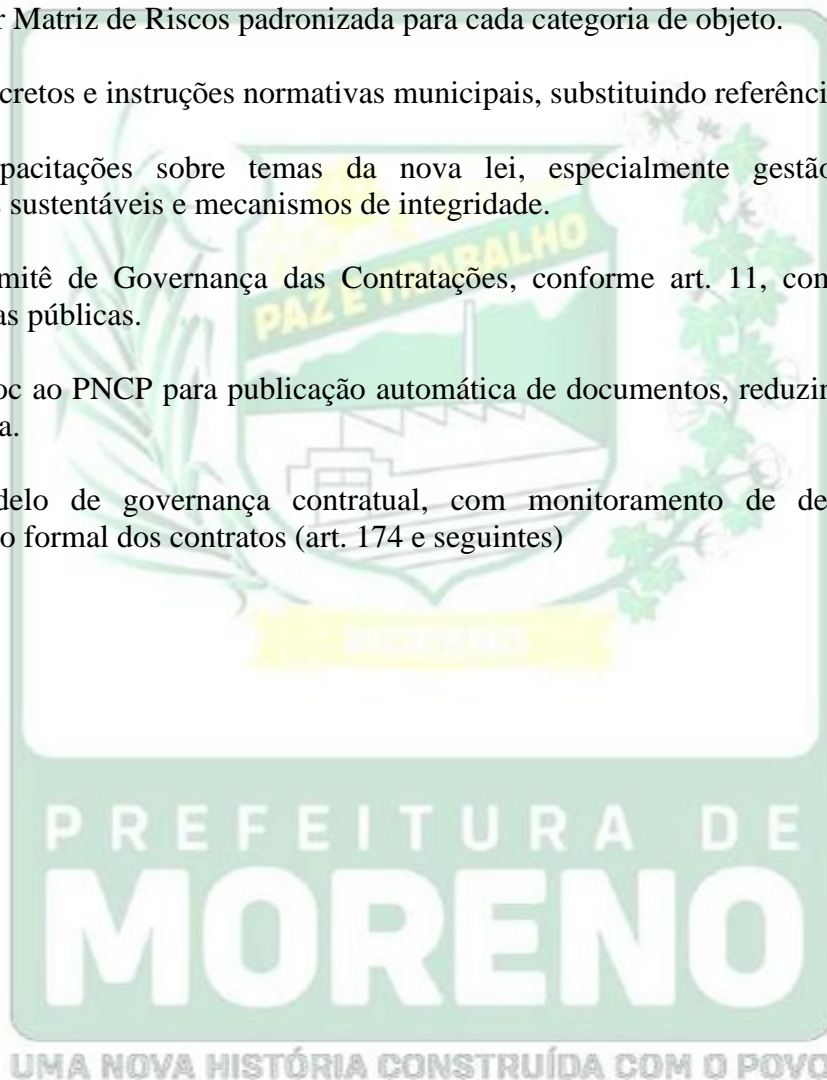 r Matriz de Riscos padronizada para cada categoria de objeto.
cretos e instruções normativas municipais, substituindo referênci
pacitações sobre temas da nova lei, especialmente gestão
s sustentáveis e mecanismos de integridade.
mitê de Governança das Contratações, conforme art. 11, con
as públicas.
oc ao PNCP para publicação automática de documentos, reduzir
a.
delo de governança contratual, com monitoramento de de
o formal dos contratos (art. 174 e seguintes)
PAZ E TRABALHO
MORENO
PREFEITURA DE
MORENO
UMA NOVA HISTÓRIA CONSTRUÍDA COM O POVO